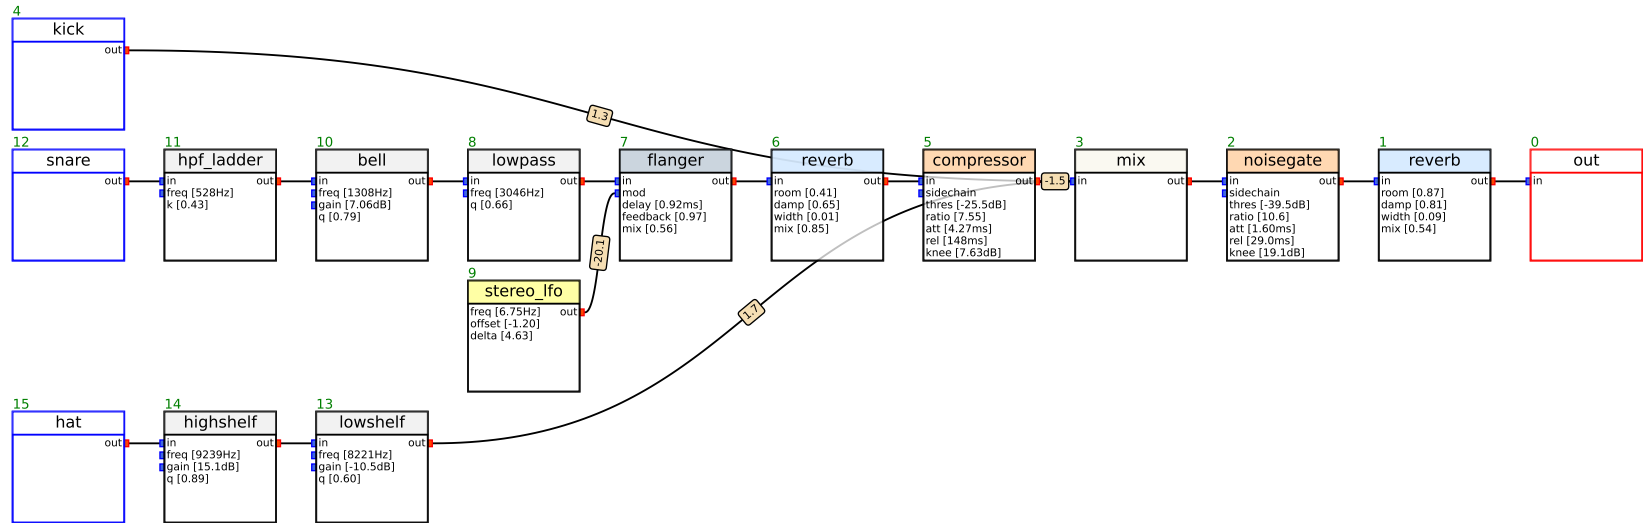 4
kick
out
1.3
12
snare
out
11
hpf_ladder
in out
freq [528Hz]
k [0.43]
10
bell
in out
freq [1308Hz]
gain [7.06dB]
q [0.79]
8
lowpass
in out
freq [3046Hz]
q [0.66]
7
flanger
in out
mod
delay [0.92ms]
feedback [0.97]
mix [0.56]
6
reverb
in out
room [0.41]
damp [0.65]
width [0.01]
mix [0.85]
5
compressor
in out
sidechain
thres [-25.5dB]
ratio [7.55]
att [4.27ms]
rel [148ms]
knee [7.63dB]
-1.5
3
mix
in out
2
noisegate
in out
sidechain
thres [-39.5dB]
ratio [10.6]
att [1.60ms]
rel [29.0ms]
knee [19.1dB]
1
reverb
in out
room [0.87]
damp [0.81]
width [0.09]
mix [0.54]
0
out
in
-20.1
9
stereo_lfo
freq [6.75Hz] out
offset [-1.20]
delta [4.63]
1.7
15
hat
out
14
highshelf
in out
freq [9239Hz]
gain [15.1dB]
q [0.89]
13
lowshelf
in out
freq [8221Hz]
gain [-10.5dB]
q [0.60]